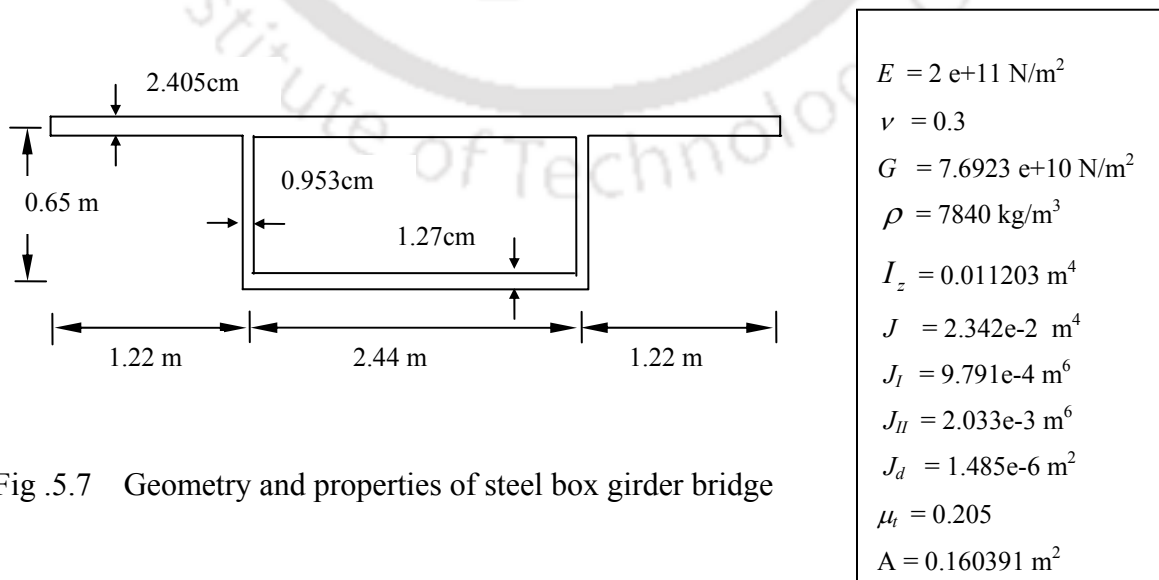 stitute of Technolo
2.405cm
0.953cm
0.65 m
1.27cm
1.22 m
2.44 m
1.22 m
E = 2 e+11 N/m²
ν = 0.3
G = 7.6923 e+10 N/m²
ρ = 7840 kg/m³
I_z = 0.011203 m⁴
J = 2.342e-2 m⁴
J_I = 9.791e-4 m⁶
J_II = 2.033e-3 m⁶
J_d = 1.485e-6 m²
μ_t = 0.205
A = 0.160391 m²
Fig .5.7 Geometry and properties of steel box girder bridge